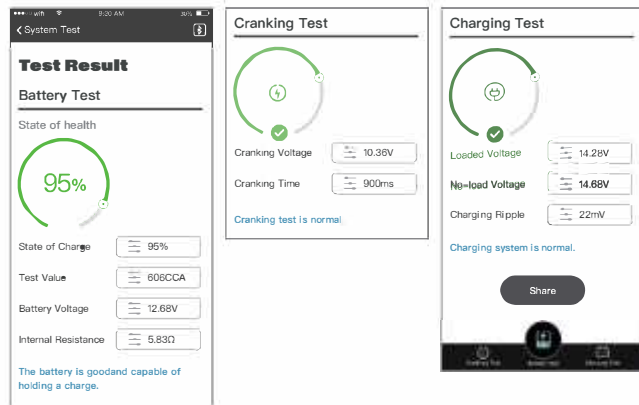 wifi 9:20 AM 30%
System Test
Test Result
Battery Test
State of health
95%
State of Charge 95%
Test Value 606CCA
Battery Voltage 12.68V
Internal Resistance 5.83Ω
The battery is goodand capable of
holding a charge.
Cranking Test
Cranking Voltage 10.36V
Cranking Time 900ms
Cranking test is normal
Charging Test
Loaded Voltage 14.28V
No-load Voltage 14.68V
Charging Ripple 22mV
Charging system is normal.
Share